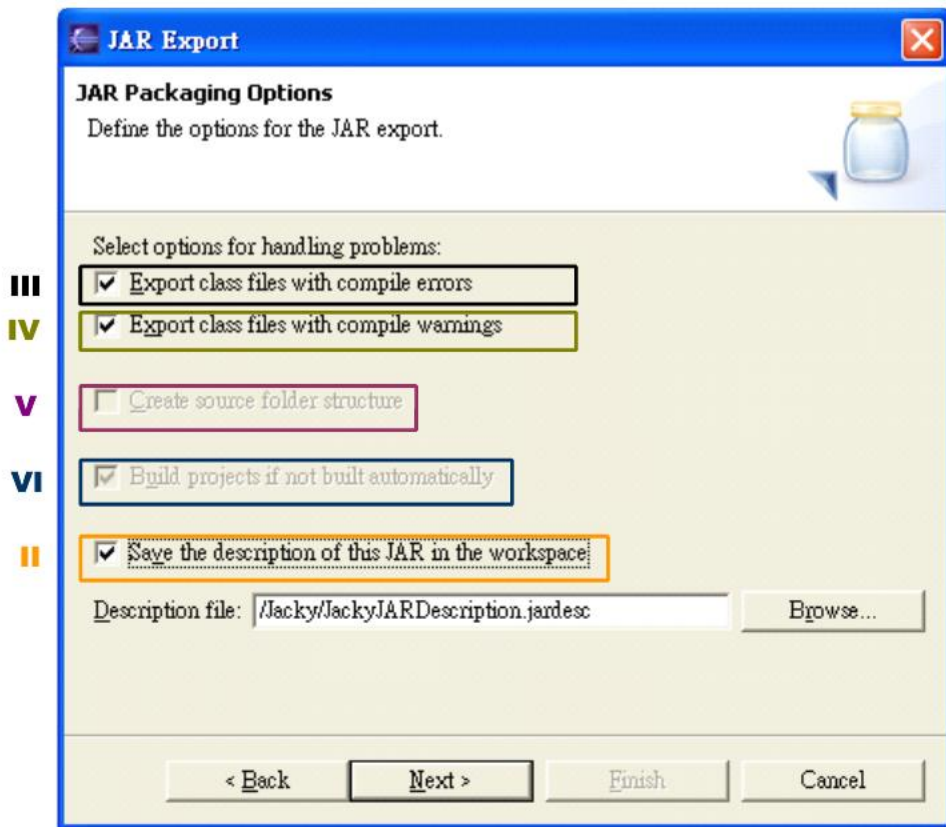 JAR Export
JAR Packaging Options
Define the options for the JAR export.
Select options for handling problems:
III Export class files with compile errors
IV Export class files with compile warnings
V Create source folder structure
VI Build projects if not built automatically
II Save the description of this JAR in the workspace
Description file: /Jacky/JackyJARDescription.jardesc Browse...
< Back Next > Finish Cancel